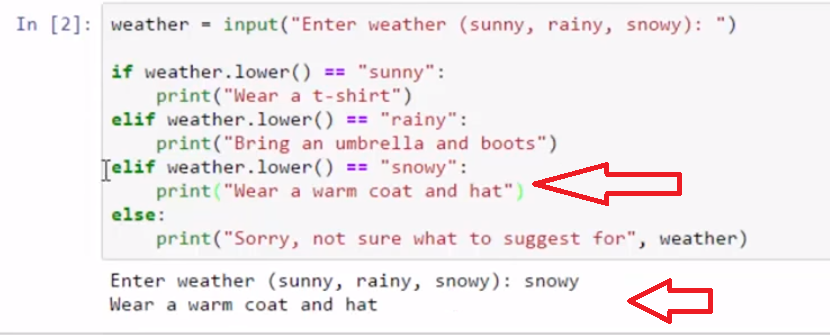 In [2]: weather = input("Enter weather (sunny, rainy, snowy): ")
if weather.lower() == "sunny":
    print("Wear a t-shirt")
elif weather.lower() == "rainy":
    print("Bring an umbrella and boots")
elif weather.lower() == "snowy":
    print("Wear a warm coat and hat")
else:
    print("Sorry, not sure what to suggest for", weather)
Enter weather (sunny, rainy, snowy): snowy
Wear a warm coat and hat